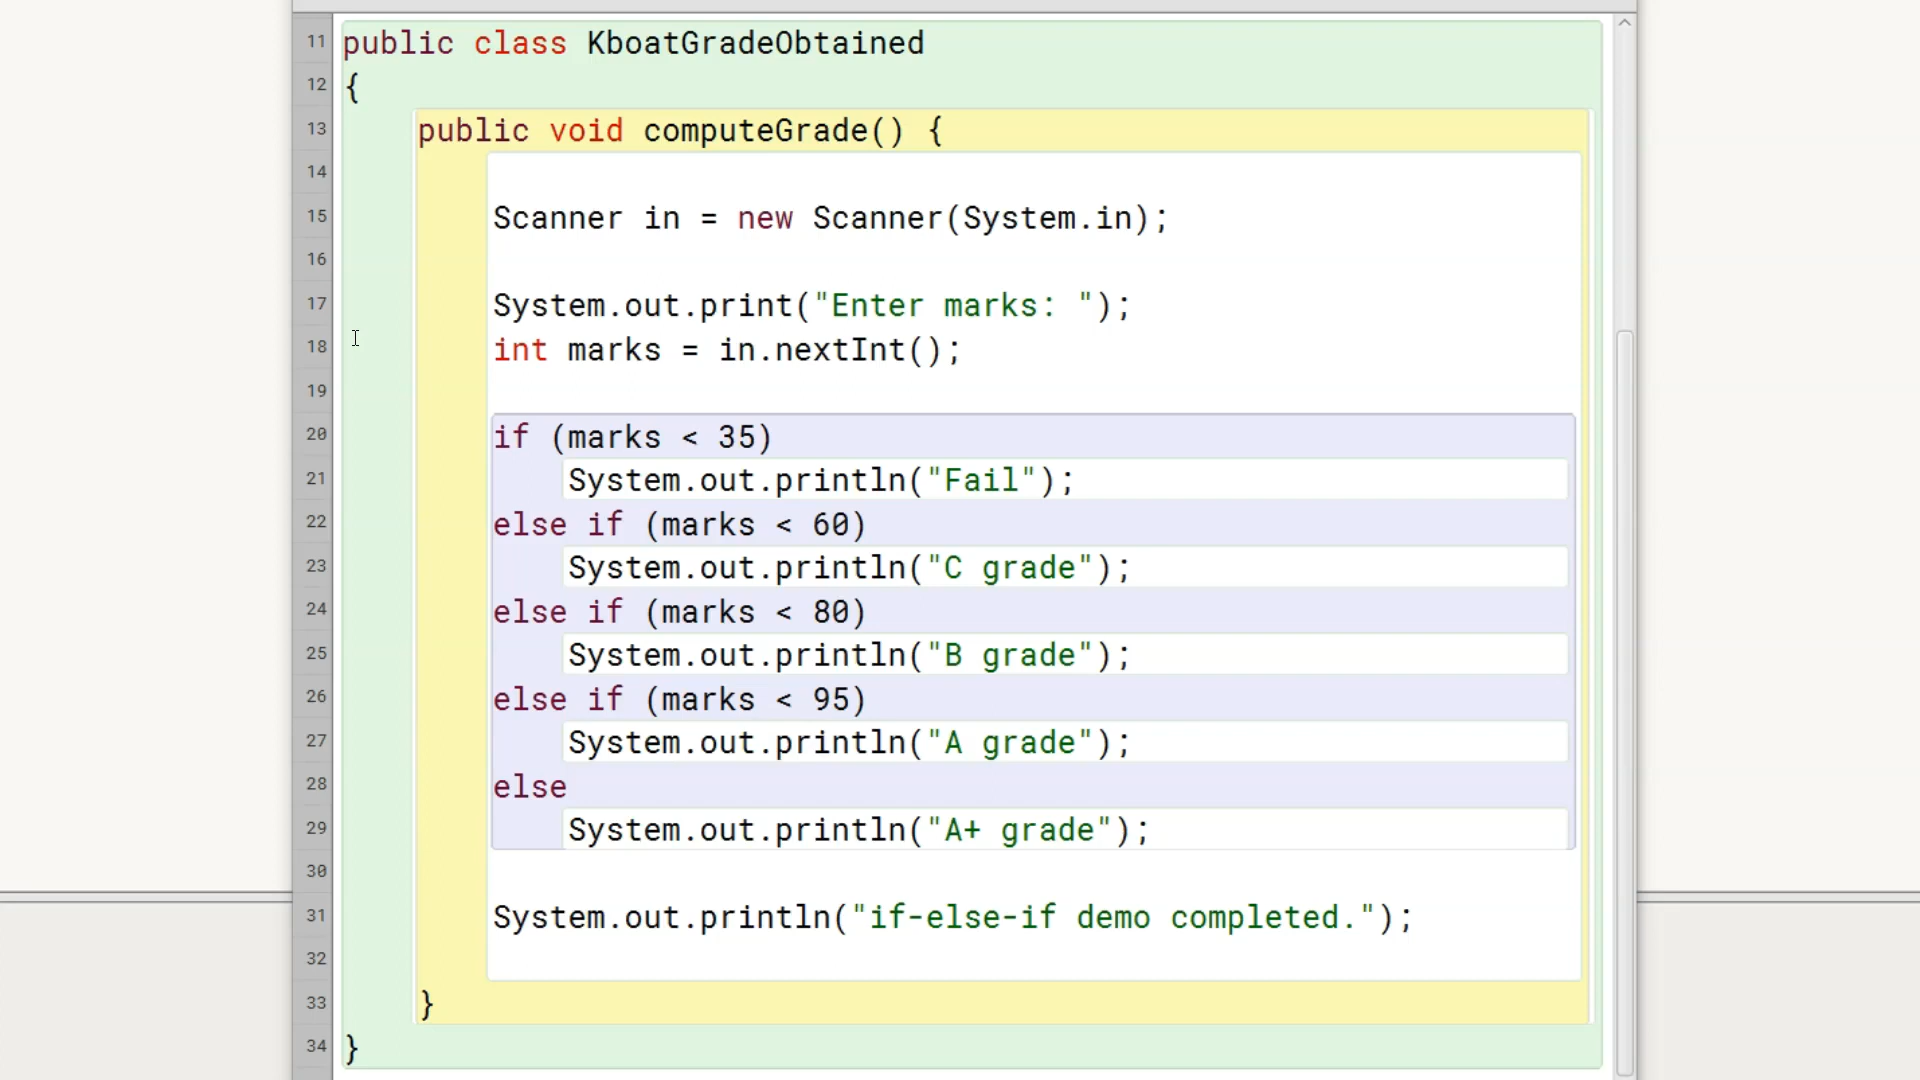 11 public class KboatGradeObtained
12 {
13 public void computeGrade() {
14
15 Scanner in = new Scanner(System.in);
16
17 System.out.print("Enter marks: ");
18 int marks = in.nextInt();
19
20 if (marks < 35)
21 System.out.println("Fail");
22 else if (marks < 60)
23 System.out.println("C grade");
24 else if (marks < 80)
25 System.out.println("B grade");
26 else if (marks < 95)
27 System.out.println("A grade");
28 else
29 System.out.println("A+ grade");
30
31 System.out.println("if-else-if demo completed.");
32
33 }
34 }